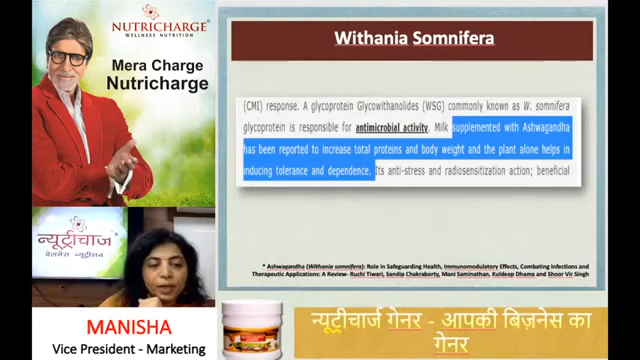 NUTRICHARGE
WELLNESS NUTRITION
Mera Charge
Nutricharge
न्यूट्रीचार्ज
वेलनेस न्यूट्रीशन
MANISHA
Vice President - Marketing
Withania Somnifera
(CMI) response. A glycoprotein Glycowithanolides (WSG) commonly known as W. somnifera
glycoprotein is responsible for antimicrobial activity. Milk supplemented with Ashwagandha
has been reported to increase total proteins and body weight and the plant alone helps in
inducing tolerance and dependence. Its anti-stress and radiosensitization action; beneficial
* Ashwagandha (Withania somnifera): Role in Safeguarding Health, Immunomodulatory Effects, Combating Infections and
Therapeutic Applications: A Review- Ruchi Tiwari, Sandip Chakraborty, Mani Saminathan, Kuldeep Dhama and Shoor Vir Singh
न्यूट्रीचार्ज गेनर - आपकी बिज़नेस का
गेनर